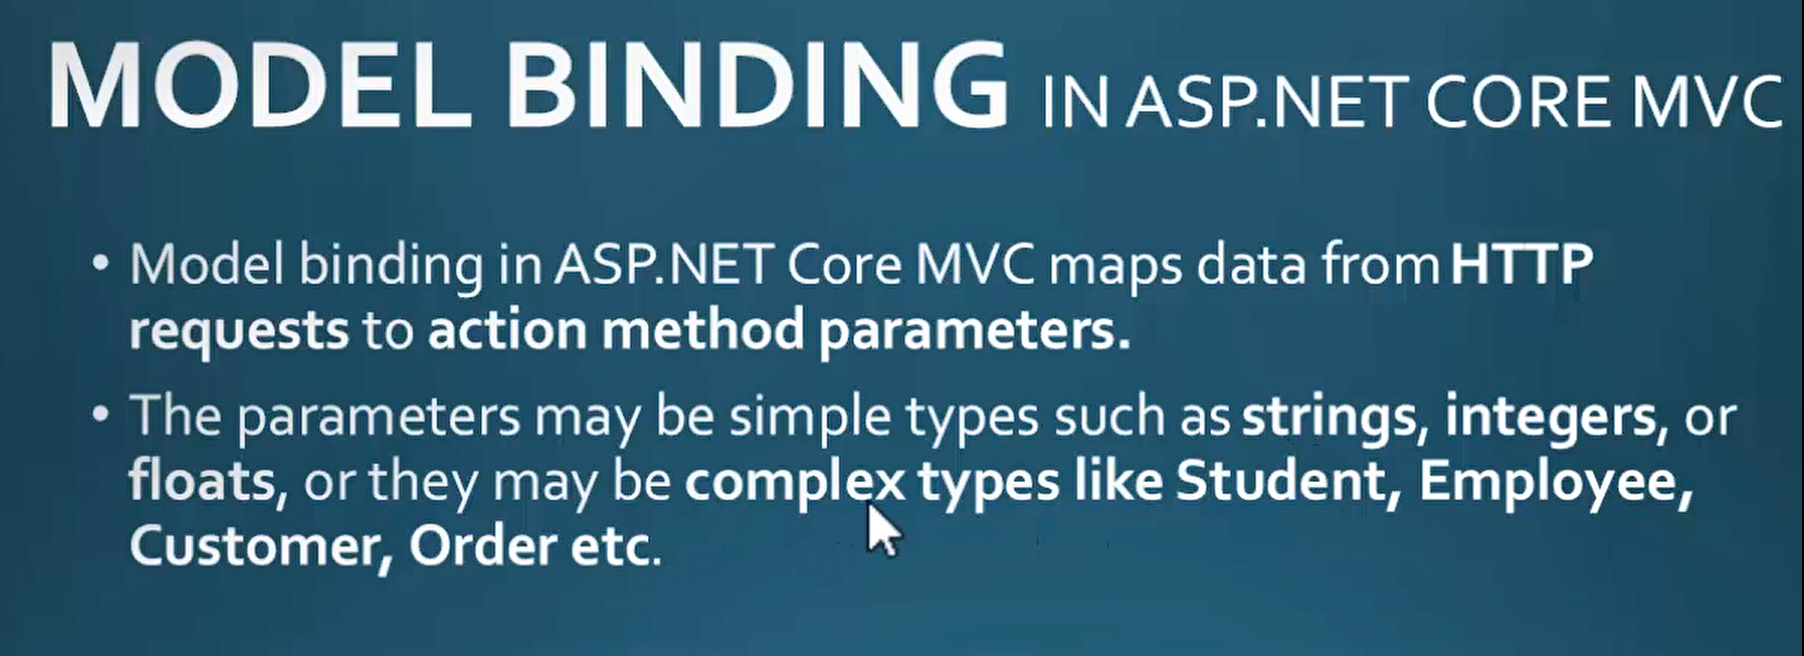 MODEL BINDING IN ASP.NET CORE MVC
• Model binding in ASP.NET Core MVC maps data from HTTP
requests to action method parameters.
• The parameters may be simple types such as strings, integers, or
floats, or they may be complex types like Student, Employee,
Customer, Order etc.